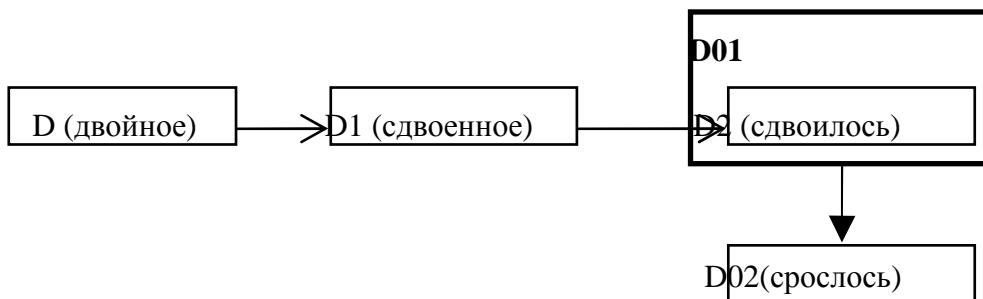 D01
D (двойное)
D1 (сдвоенное)
D2 (сдвоилось)
D02(срослось)